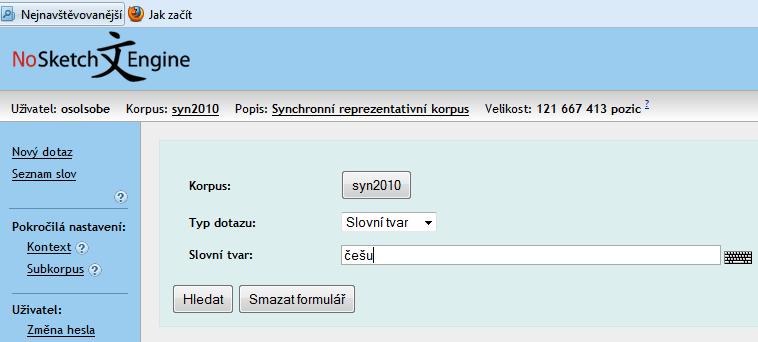 Nejnavštěvovanější Jak začít
NoSketch 文 Engine
Uživatel: osolsobe Korpus: syn2010 Popis: Synchronní reprezentativní korpus Velikost: 121 667 413 pozic ?
Nový dotaz
Seznam slov
?
Pokročilá nastavení:
Kontext ?
Subkorpus ?
Uživatel:
Změna hesla
Korpus: syn2010
Typ dotazu: Slovní tvar
Slovní tvar: češu
Hledat Smazat formulář